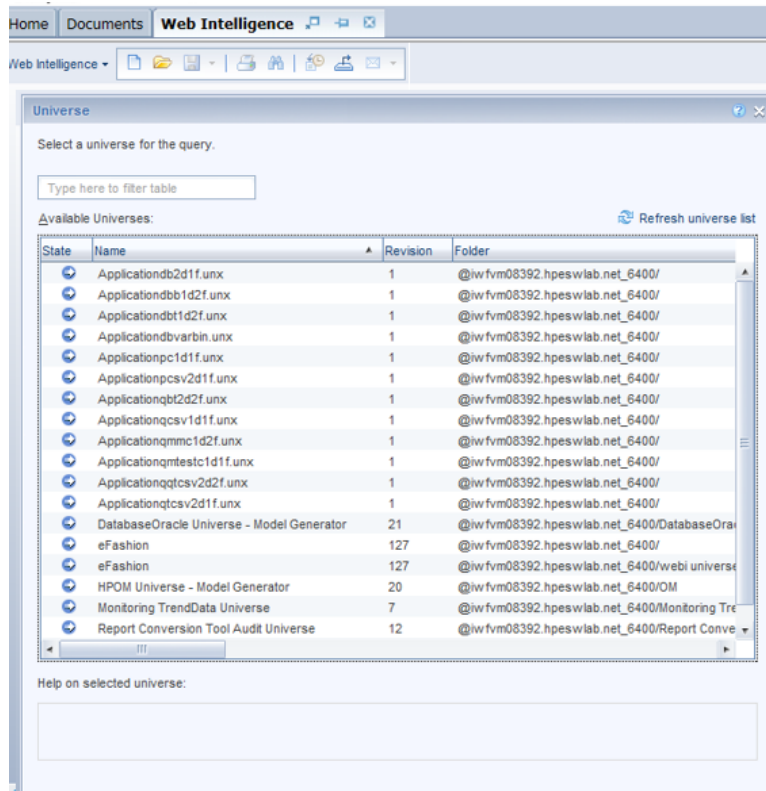 Home Documents Web Intelligence
Web Intelligence
Universe
Select a universe for the query.
Type here to filter table
Available Universes: Refresh universe list
State Name Revision Folder
Applicationdb2d1f.unx 1 @iwfvm08392.hpeswlab.net_6400/
Applicationdbb1d2f.unx 1 @iwfvm08392.hpeswlab.net_6400/
Applicationdbt1d2f.unx 1 @iwfvm08392.hpeswlab.net_6400/
Applicationdbvarbin.unx 1 @iwfvm08392.hpeswlab.net_6400/
Applicationpc1d1f.unx 1 @iwfvm08392.hpeswlab.net_6400/
Applicationpcsv2d1f.unx 1 @iwfvm08392.hpeswlab.net_6400/
Applicationqbt2d2f.unx 1 @iwfvm08392.hpeswlab.net_6400/
Applicationqcsv1d1f.unx 1 @iwfvm08392.hpeswlab.net_6400/
Applicationqmmc1d2f.unx 1 @iwfvm08392.hpeswlab.net_6400/
Applicationqmtestc1d1f.unx 1 @iwfvm08392.hpeswlab.net_6400/
Applicationqqtcsv2d2f.unx 1 @iwfvm08392.hpeswlab.net_6400/
Applicationqtcsv2d1f.unx 1 @iwfvm08392.hpeswlab.net_6400/
DatabaseOracle Universe - Model Generator 21 @iwfvm08392.hpeswlab.net_6400/DatabaseOra
eFashion 127 @iwfvm08392.hpeswlab.net_6400/
eFashion 127 @iwfvm08392.hpeswlab.net_6400/webi universe
HPOM Universe - Model Generator 20 @iwfvm08392.hpeswlab.net_6400/OM
Monitoring TrendData Universe 7 @iwfvm08392.hpeswlab.net_6400/Monitoring Tre
Report Conversion Tool Audit Universe 12 @iwfvm08392.hpeswlab.net_6400/Report Conve
Help on selected universe: